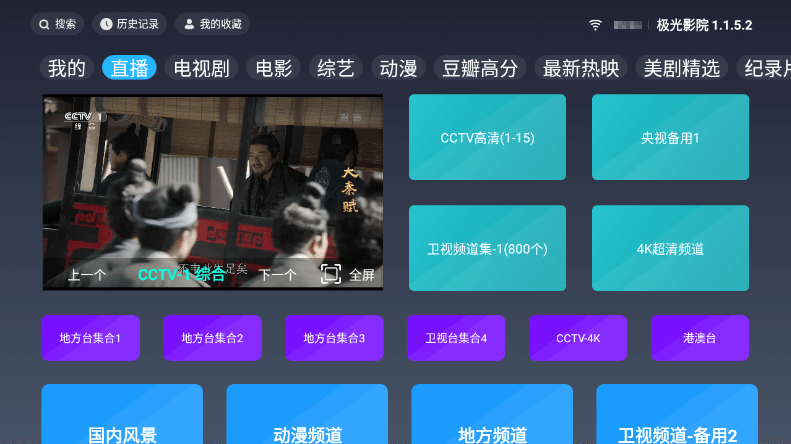 搜索 历史记录 我的收藏 极光影院 1.1.5.2
我的 直播 电视剧 电影 综艺 动漫 豆瓣高分 最新热映 美剧精选 纪录片
CCTV 1
综合
大秦赋
上一个 CCTV-1 综合 下一个 全屏
CCTV高清(1-15) 央视备用1
卫视频道集-1(800个) 4K超清频道
地方台集合1 地方台集合2 地方台集合3 卫视台集合4 CCTV-4K 港澳台
国内风景 动漫频道 地方频道 卫视频道-备用2